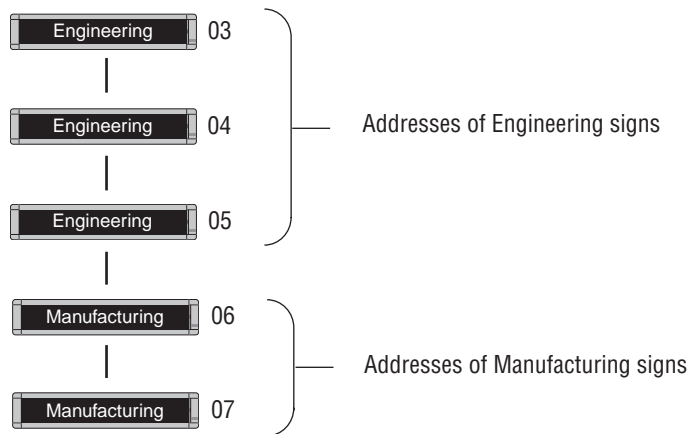 Engineering 03
Engineering 04
Addresses of Engineering signs
Engineering 05
Manufacturing 06
Addresses of Manufacturing signs
Manufacturing 07